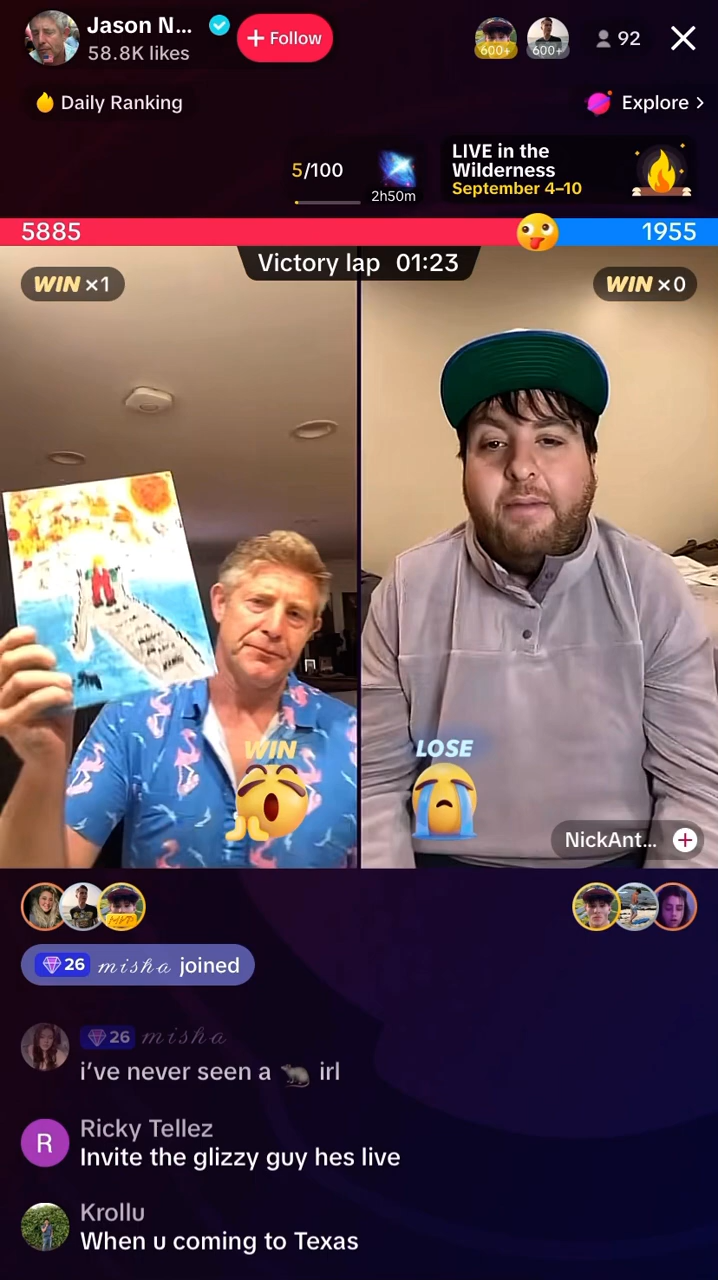 Jason N...
+ Follow
58.8K likes
600+
600+
92
Daily Ranking
Explore >
5/100
2h50m
LIVE in the
Wilderness
September 4–10
5885
1955
Victory lap 01:23
WIN ×1
WIN ×0
WIN
LOSE
NickAnt...
MVP
26 misha joined
26 misha
i’ve never seen a 🐀 irl
R
Ricky Tellez
Invite the glizzy guy hes live
Krollu
When u coming to Texas